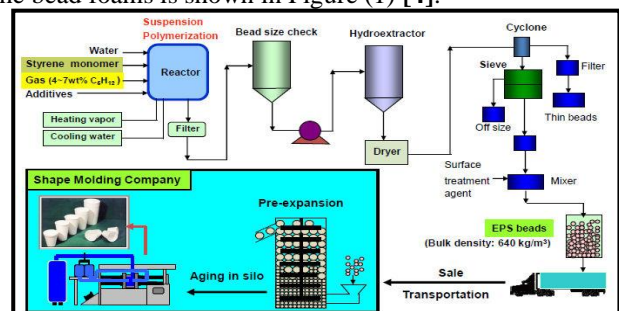 ne bead foams is shown in Figure (1) [4].
Suspension
Polymerization
Water
Styrene monomer
Gas (4~7wt% C₅H₁₂)
Additives
Reactor
Heating vapor
Cooling water
Filter
Bead size check
Hydroextractor
Dryer
Cyclone
Sieve
Filter
Off size
Thin beads
Surface
treatment
agent
Mixer
EPS beads
(Bulk density: 640 kg/m³)
Sale
Transportation
Shape Molding Company
Pre-expansion
Aging in silo